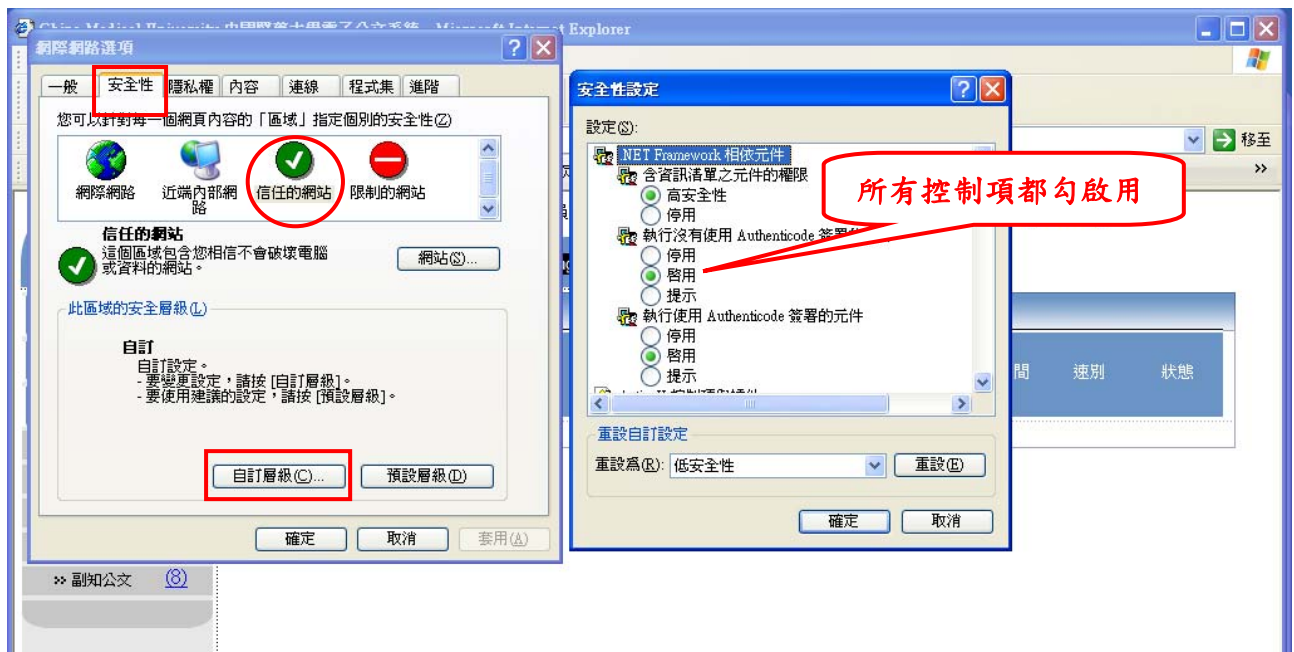 Explorer
網際網路選項
一般 安全性 隱私權 內容 連線 程式集 進階
您可以針對每一個網頁內容的「區域」指定個別的安全性(Z)
網際網路
近端內部網路
信任的網站
限制的網站
信任的網站
這個區域包含您相信不會破壞電腦
或資料的網站。
網站(S)...
此區域的安全層級(L)
自訂
自訂設定。
- 要變更設定，請按 [自訂層級]。
- 要使用建議的設定，請按 [預設層級]。
自訂層級(C)...
預設層級(D)
確定
取消
套用(A)
安全性設定
設定(S):
.NET Framework 相依元件
含資訊清單之元件的權限
高安全性
停用
執行沒有使用 Authenticode
停用
啓用
提示
執行使用 Authenticode 簽署的元件
停用
啓用
提示
重設自訂設定
重設爲(R): 低安全性
重設(E)
確定
取消
所有控制項都勾啟用
移至
間
速別
狀態
副知公文 (8)